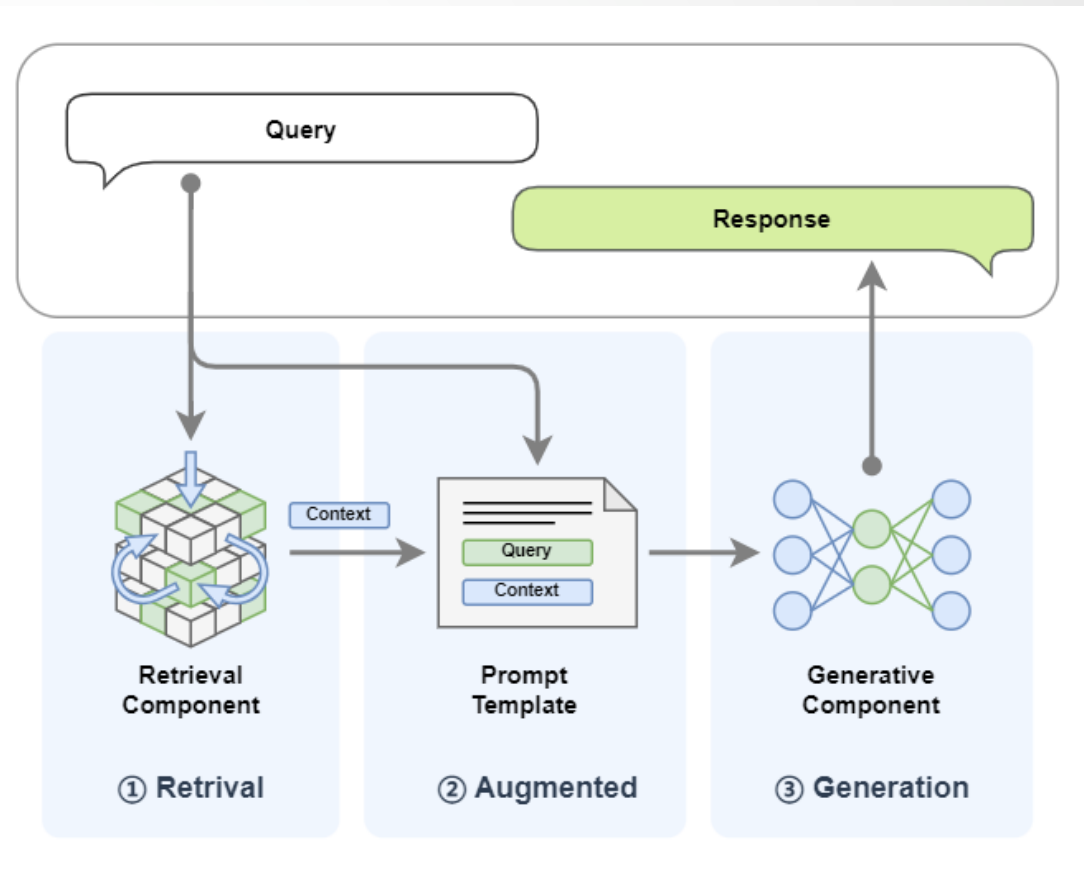 Query
Response
Context
Query
Context
Retrieval
Component
Prompt
Template
Generative
Component
① Retrival
② Augmented
③ Generation